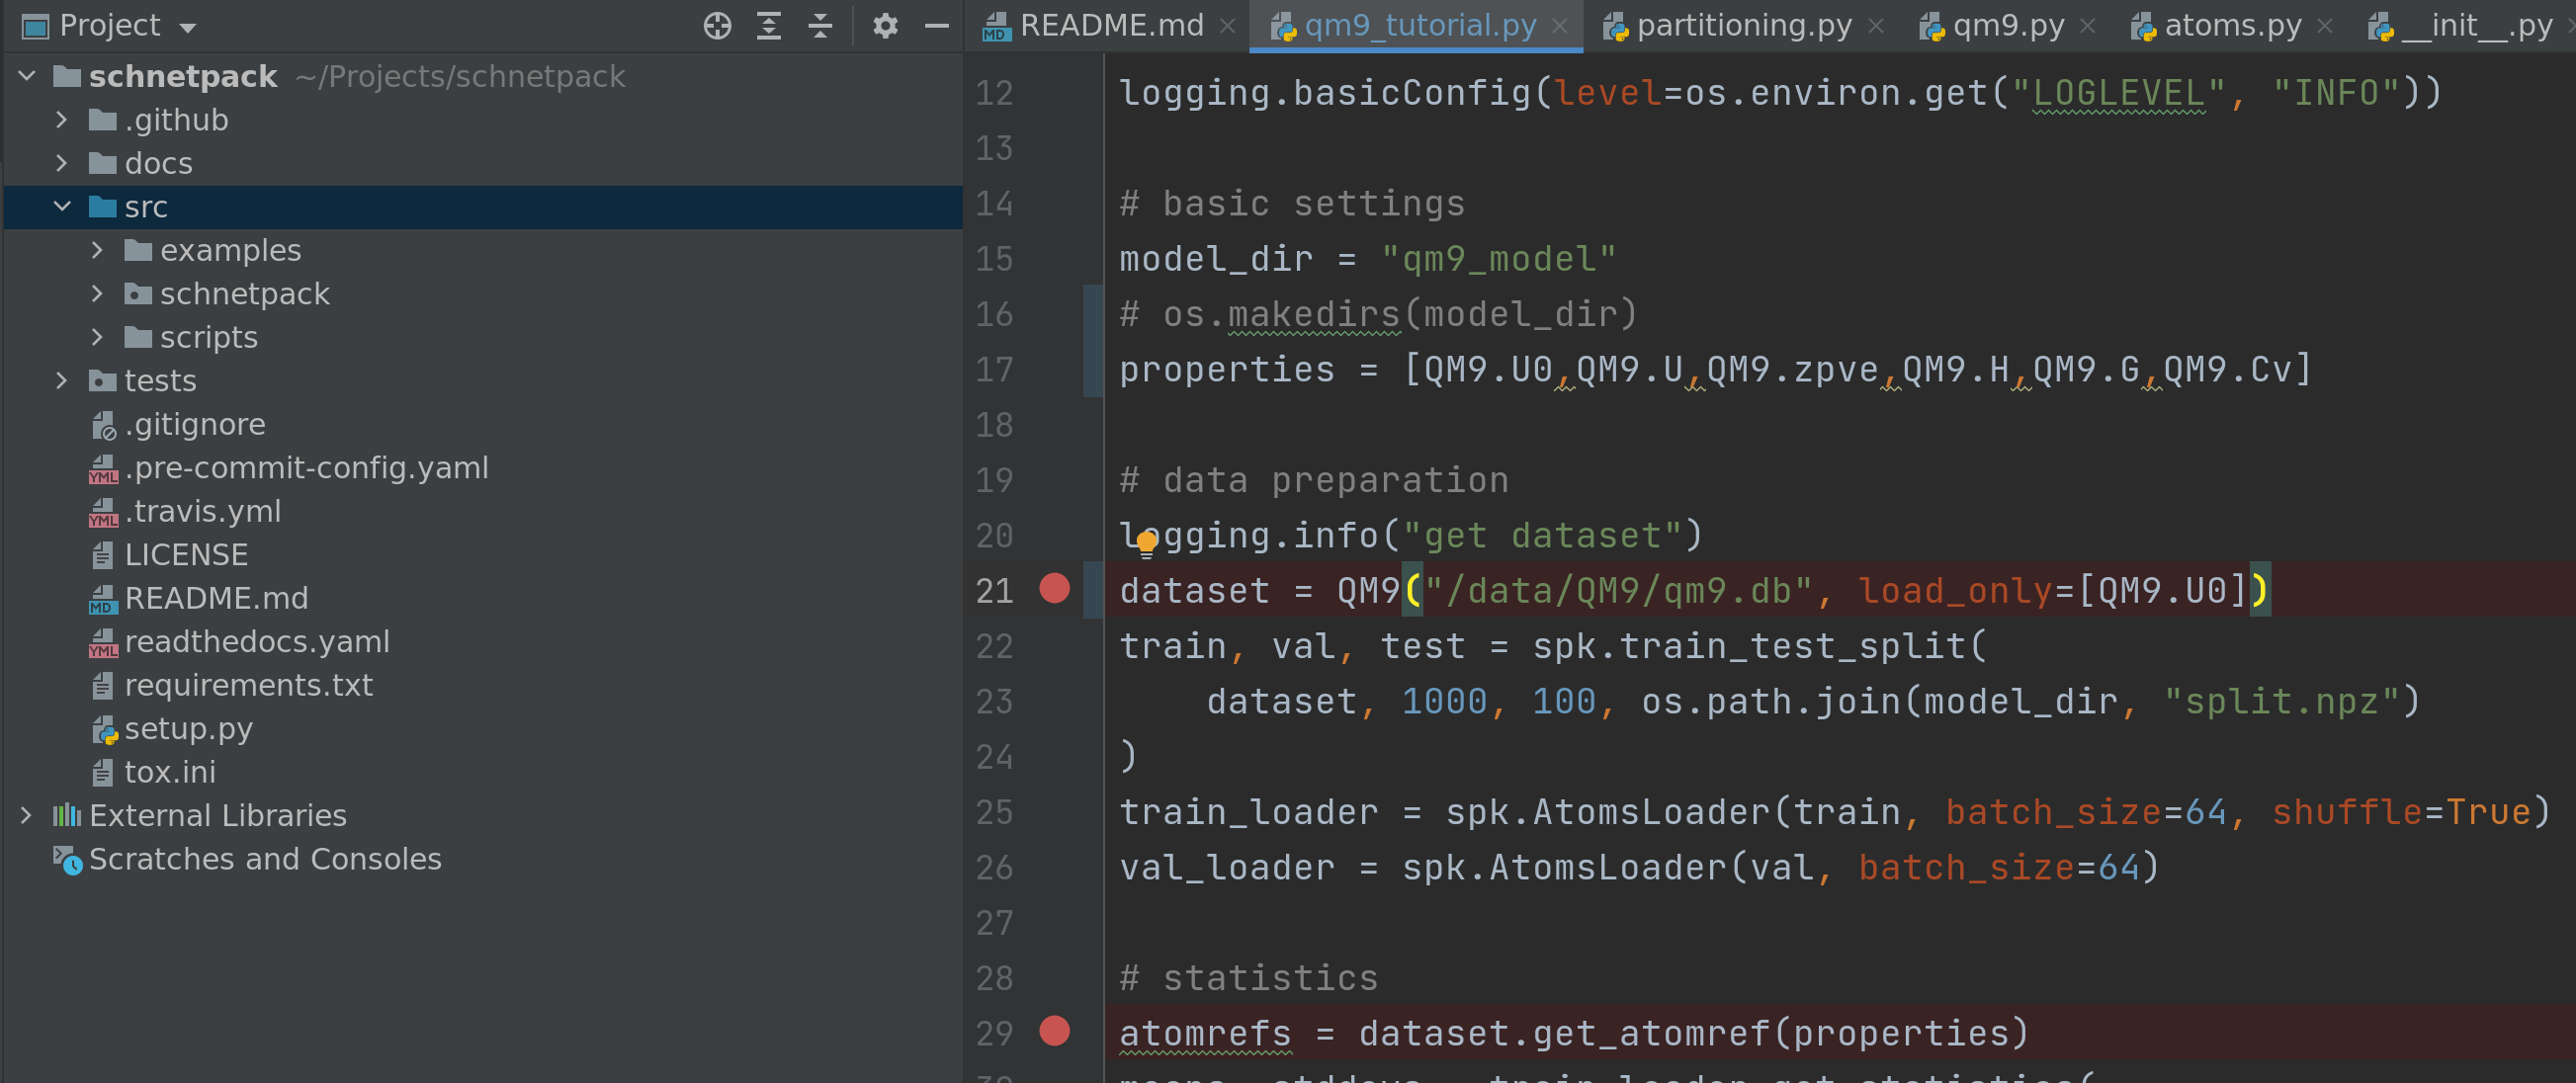 Project
schnetpack ~/Projects/schnetpack
.github
docs
src
examples
schnetpack
scripts
tests
.gitignore
.pre-commit-config.yaml
.travis.yml
LICENSE
README.md
readthedocs.yaml
requirements.txt
setup.py
tox.ini
External Libraries
Scratches and Consoles
README.md qm9_tutorial.py partitioning.py qm9.py atoms.py __init__.py
12 logging.basicConfig(level=os.environ.get("LOGLEVEL", "INFO"))
13
14 # basic settings
15 model_dir = "qm9_model"
16 # os.makedirs(model_dir)
17 properties = [QM9.U0,QM9.U,QM9.zpve,QM9.H,QM9.G,QM9.Cv]
18
19 # data preparation
20 logging.info("get dataset")
21 dataset = QM9("/data/QM9/qm9.db", load_only=[QM9.U0])
22 train, val, test = spk.train_test_split(
23     dataset, 1000, 100, os.path.join(model_dir, "split.npz")
24 )
25 train_loader = spk.AtomsLoader(train, batch_size=64, shuffle=True)
26 val_loader = spk.AtomsLoader(val, batch_size=64)
27
28 # statistics
29 atomrefs = dataset.get_atomref(properties)